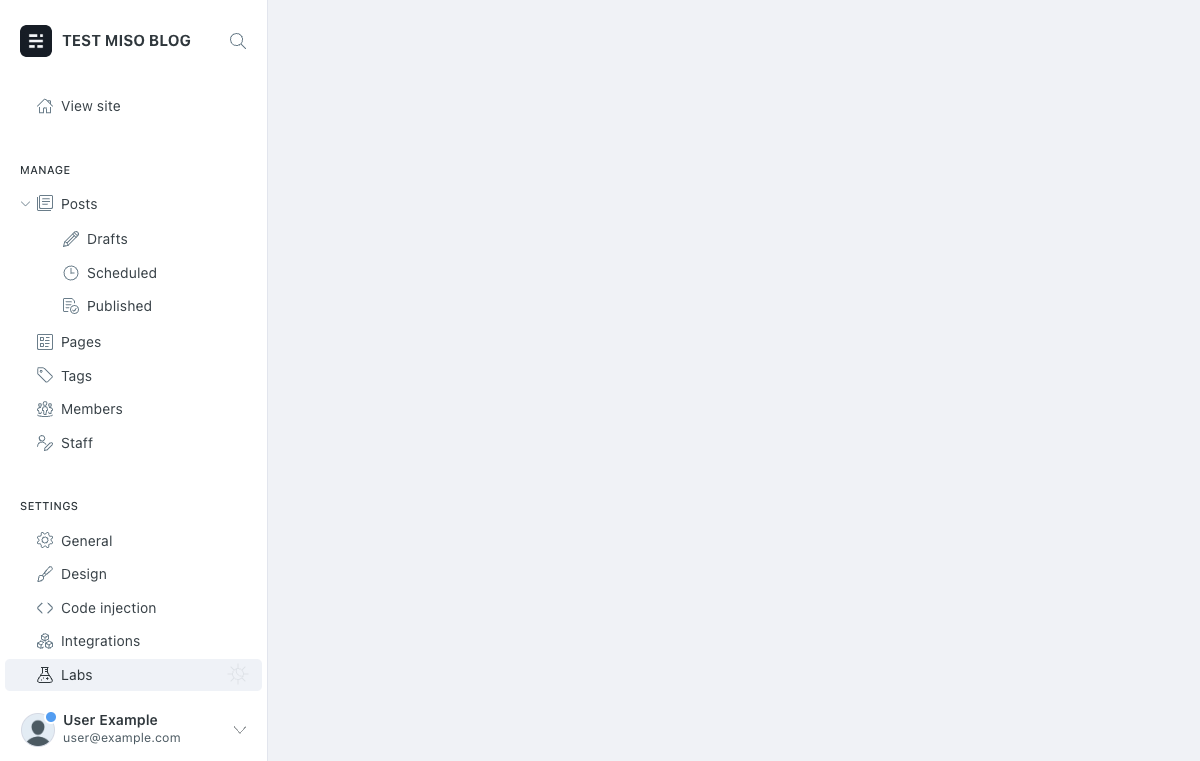 TEST MISO BLOG
View site
MANAGE
Posts
Drafts
Scheduled
Published
Pages
Tags
Members
Staff
SETTINGS
General
Design
Code injection
Integrations
Labs
User Example
user@example.com